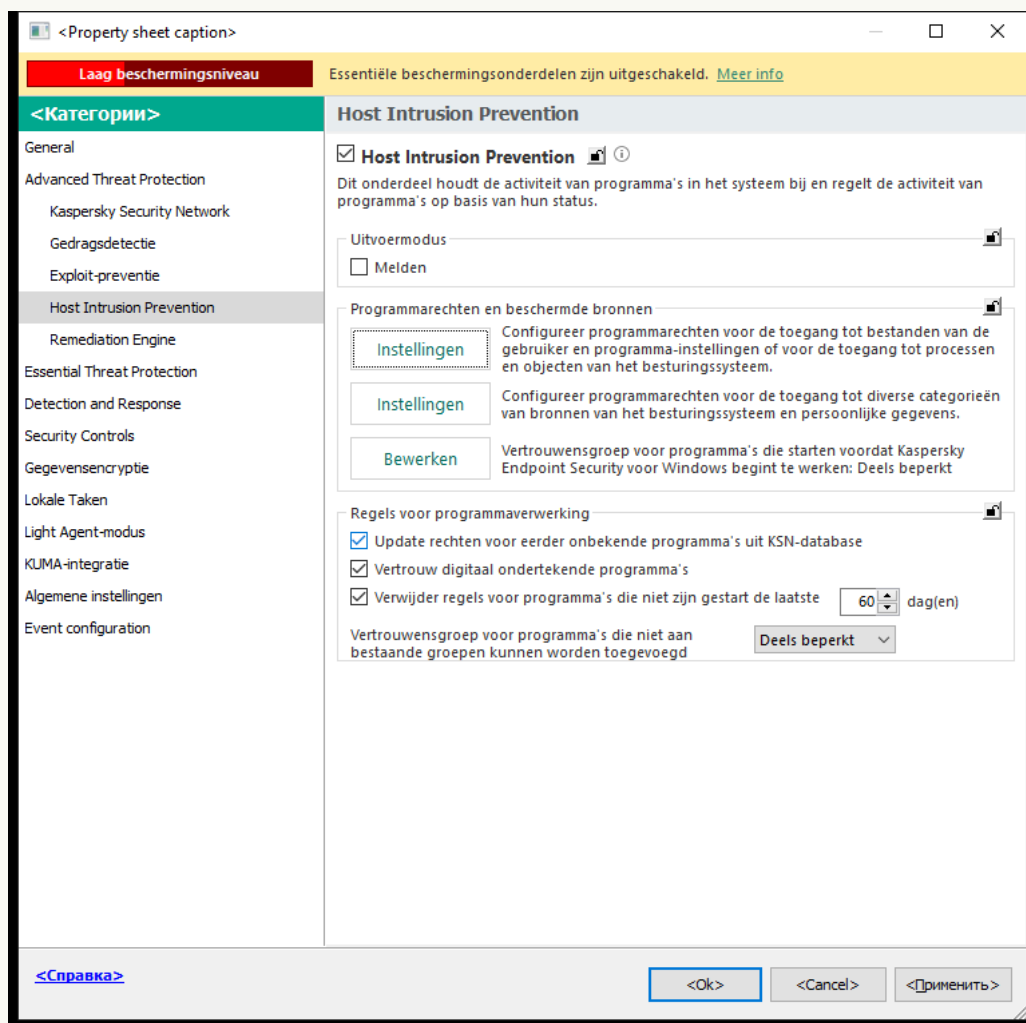 <Property sheet caption>
Laag beschermingsniveau
Essentiële beschermingsonderdelen zijn uitgeschakeld. Meer info
<Категории>
General
Advanced Threat Protection
Kaspersky Security Network
Gedragsdetectie
Exploit-preventie
Host Intrusion Prevention
Remediation Engine
Essential Threat Protection
Detection and Response
Security Controls
Gegevensencryptie
Lokale Taken
Light Agent-modus
KUMA-integratie
Algemene instellingen
Event configuration
Host Intrusion Prevention
Host Intrusion Prevention
Dit onderdeel houdt de activiteit van programma's in het systeem bij en regelt de activiteit van
programma's op basis van hun status.
Uitvoermodus
Melden
Programmarechten en beschermde bronnen
Instellingen
Configureer programmarechten voor de toegang tot bestanden van de
gebruiker en programma-instellingen of voor de toegang tot processen
en objecten van het besturingssysteem.
Instellingen
Configureer programmarechten voor de toegang tot diverse categorieën
van bronnen van het besturingssysteem en persoonlijke gegevens.
Bewerken
Vertrouwensgroep voor programma's die starten voordat Kaspersky
Endpoint Security voor Windows begint te werken: Deels beperkt
Regels voor programmaverwerking
Update rechten voor eerder onbekende programma's uit KSN-database
Vertrouw digitaal ondertekende programma's
Verwijder regels voor programma's die niet zijn gestart de laatste 60 dag(en)
Vertrouwensgroep voor programma's die niet aan
bestaande groepen kunnen worden toegevoegd
Deels beperkt
<Справка>
<Ok>
<Cancel>
<Применить>